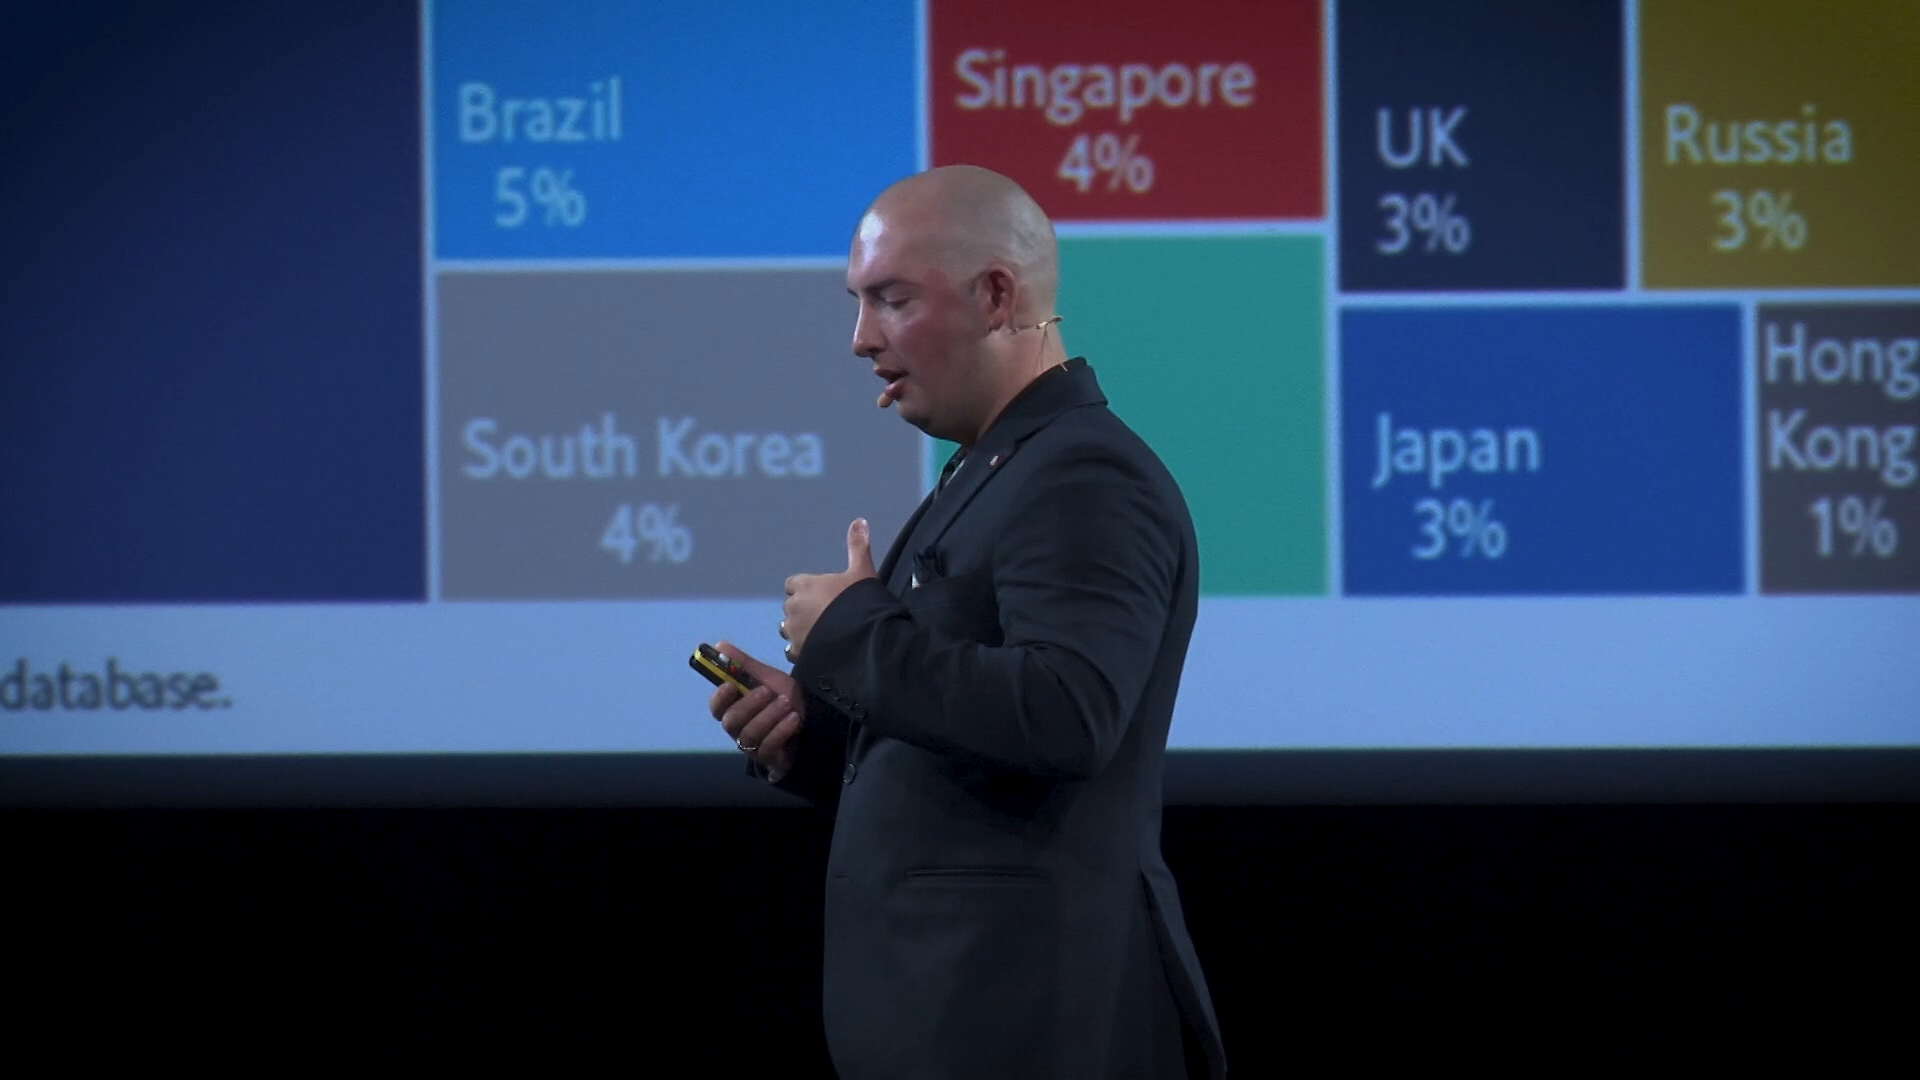 Brazil
5%
Singapore
4%
UK
3%
Russia
3%
South Korea
4%
Japan
3%
Hong
Kong
1%
database.